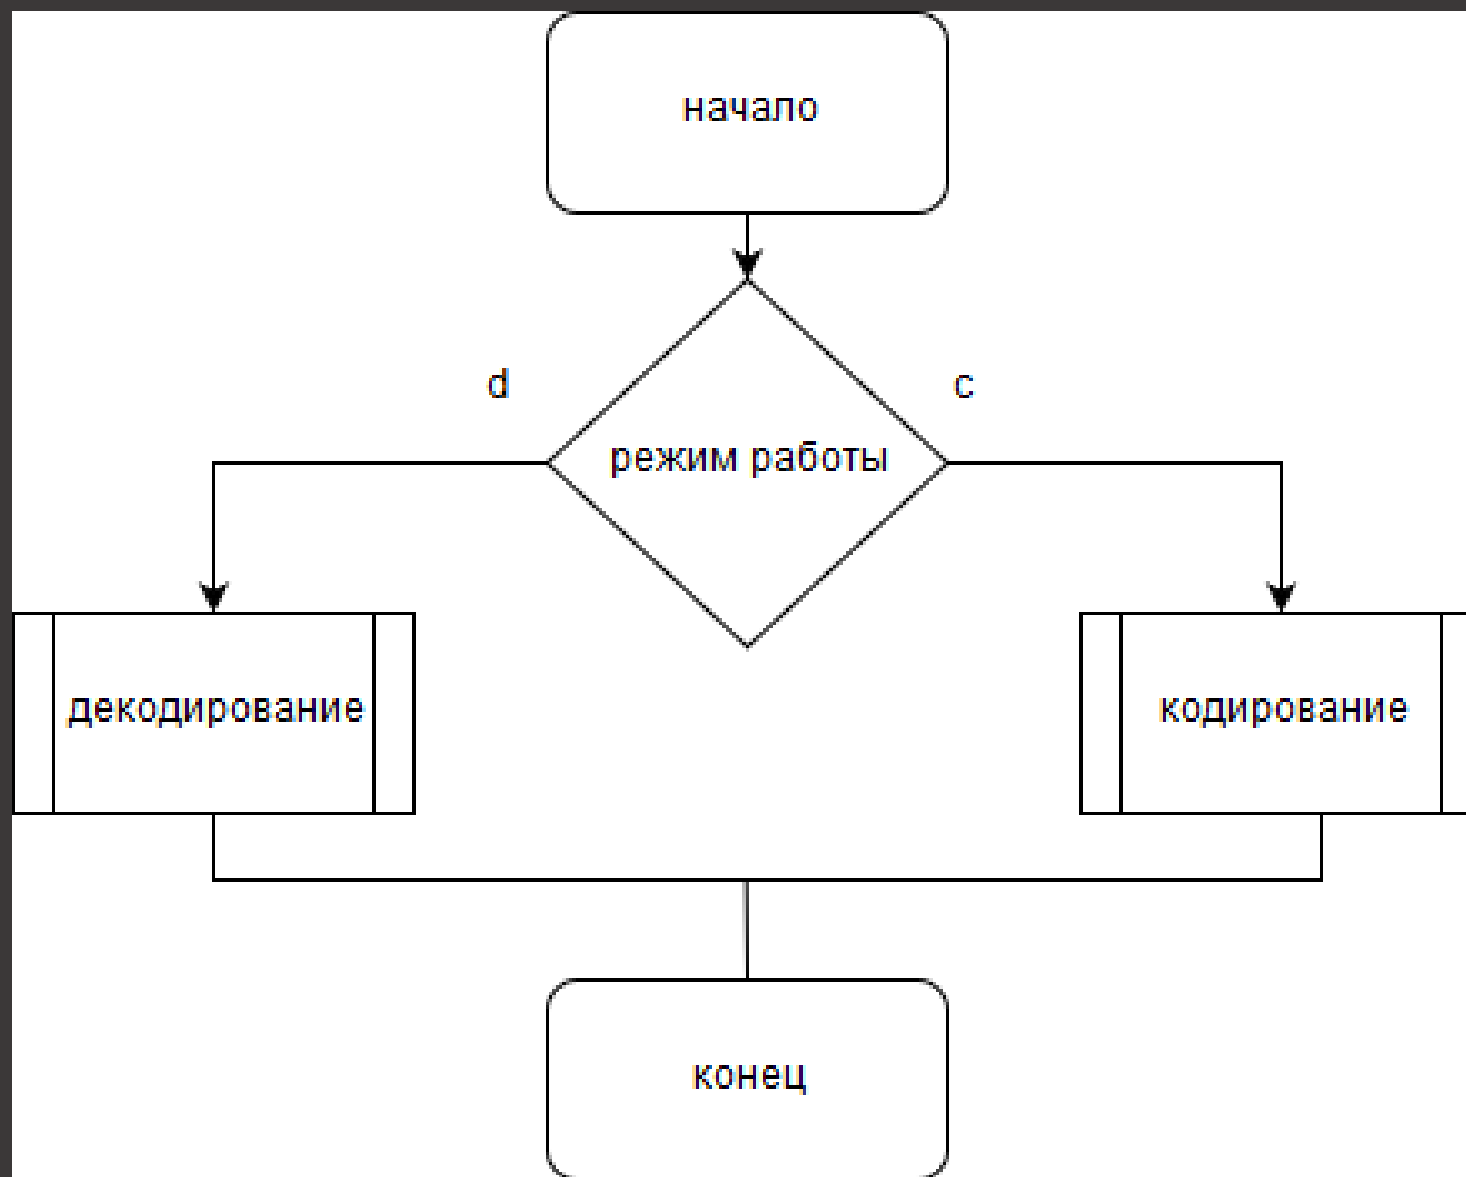 начало
d
c
режим работы
декодирование
кодирование
конец